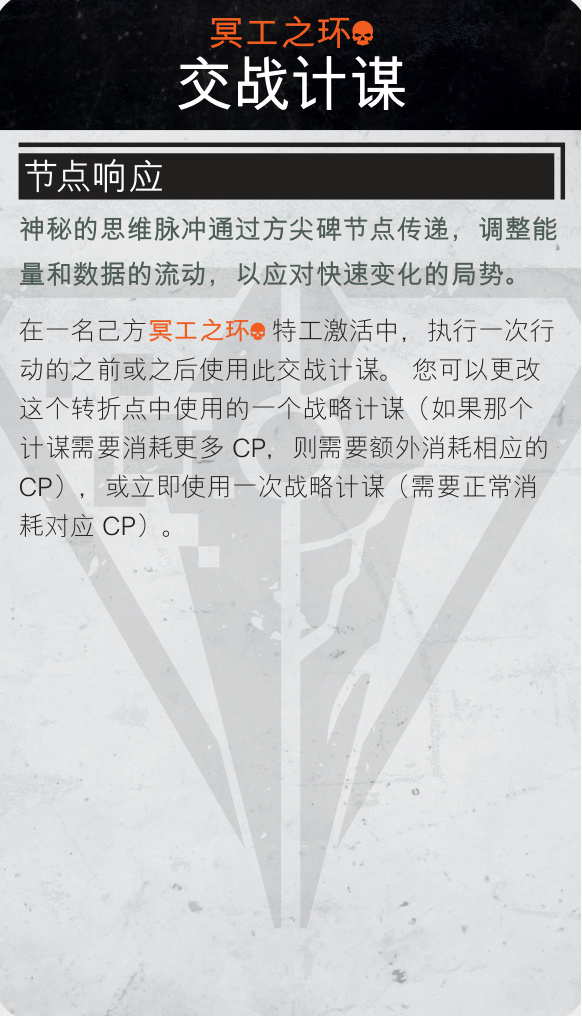 冥工之环
交战计谋
节点响应
神秘的思维脉冲通过方尖碑节点传递，调整能
量和数据的流动，以应对快速变化的局势。
在一名己方冥工之环 特工激活中，执行一次行
动的之前或之后使用此交战计谋。 您可以更改
这个转折点中使用的一个战略计谋（如果那个
计谋需要消耗更多 CP，则需要额外消耗相应的
CP），或立即使用一次战略计谋（需要正常消
耗对应 CP）。